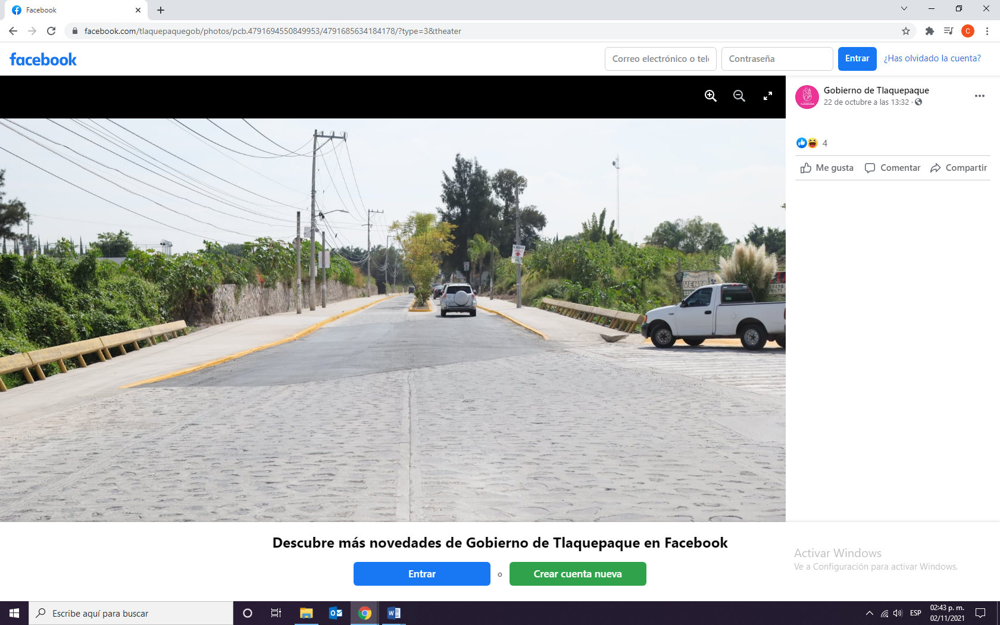 Facebook
facebook.com/tlaquepaquegob/photos/pcb.4791694550849953/4791685634184178/?type=3&theater
C
facebook
Correo electrónico o tel
Contraseña
Entrar
¿Has olvidado la cuenta?
Gobierno de Tlaquepaque
22 de octubre a las 13:32 ·
4
Me gusta
Comentar
Compartir
CASAS
VENTA
Descubre más novedades de Gobierno de Tlaquepaque en Facebook
Entrar
o
Crear cuenta nueva
Activar Windows
Ve a Configuración para activar Windows.
Escribe aquí para buscar
ESP
02:43 p. m.
02/11/2021